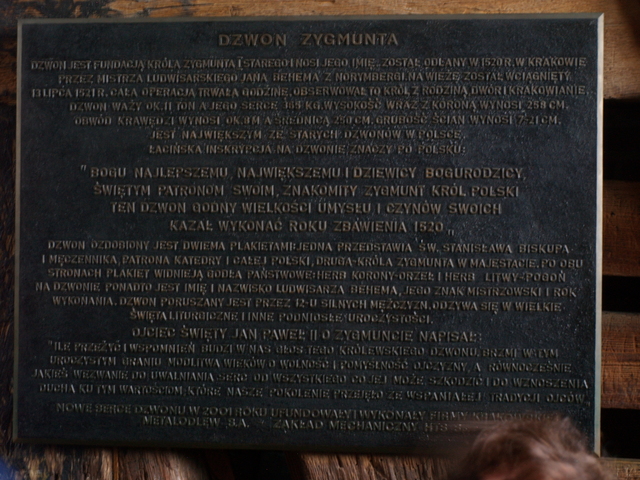 DZWON ZYGMUNTA
DZWON JEST FUNDACJĄ KRÓLA ZYGMUNTA I STAREGO I NOSI JEGO IMIĘ. ZOSTAŁ ODLANY W 1520 R. W KRAKOWIE
PRZEZ MISTRZA LUDWISARSKIEGO JANA BEHEMA Z NORYMBERGI. NA WIEŻĘ ZOSTAŁ WCIĄGNIĘTY
13 LIPCA 1521 R. CAŁA OPERACJA TRWAŁA GODZINĘ, OBSERWOWAŁ TO KRÓL Z RODZINĄ, DWÓR I KRAKOWIANIE.
DZWON WAŻY OK. 11 TON A JEGO SERCE KG. WYSOKOŚĆ WRAZ Z KORONĄ WYNOSI 258 CM,
OBWÓD KRAWĘDZI WYNOSI OK. 8 M A ŚREDNICA CM, GRUBOŚĆ ŚCIAN WYNOSI 7-21 CM.
JEST NAJWIĘKSZYM ZE STARYCH DZWONÓW W POLSCE.
ŁACIŃSKA INSKRYPCJA NA DZWONIE ZNACZY PO POLSKU:
"BOGU NAJLEPSZEMU, NAJWIĘKSZEMU I DZIEWICY BOGURODZICY,
ŚWIĘTYM PATRONOM SWOIM, ZNAKOMITY ZYGMUNT KRÓL POLSKI
TEN DZWON GODNY WIELKOŚCI UMYSŁU I CZYNÓW SWOICH
KAZAŁ WYKONAĆ ROKU ZBAWIENIA 1520 „
DZWON OZDOBIONY JEST DWIEMA PLAKIETAMI: JEDNA PRZEDSTAWIA ŚW. STANISŁAWA BISKUPA
I MĘCZENNIKA, PATRONA KATEDRY I CAŁEJ POLSKI, DRUGA-KRÓLA ZYGMUNTA W MAJESTACIE. PO OBU
STRONACH PLAKIET WIDNIEJĄ GODŁA PAŃSTWOWE: HERB KORONY-ORZEŁ I HERB LITWY-POGOŃ
NA DZWONIE PONADTO JEST IMIĘ I NAZWISKO LUDWISARZA BEHEMA, JEGO ZNAK MISTRZOWSKI I ROK
WYKONANIA. DZWON PORUSZANY JEST PRZEZ 12-U SILNYCH MĘŻCZYZN. ODZYWA SIĘ W WIELKIE
ŚWIĘTA LITURGICZNE I INNE PODNIOSŁE UROCZYSTOŚCI.
OJCIEC ŚWIĘTY JAN PAWEŁ II O ZYGMUNCIE NAPISAŁ:
"ILE PRZEŻYĆ I WSPOMNIEŃ BUDZI W NAS GŁOS TEGO KRÓLEWSKIEGO DZWONU, BRZMI W TYM
UROCZYSTYM GRANIU MODLITWA WIEKÓW O WOLNOŚĆ I POMYŚLNOŚĆ OJCZYZNY, A RÓWNOCZEŚNIE
JAKIEŚ WEZWANIE DO UWALNIANIA SERC OD WSZYSTKIEGO CO JEJ MOŻE SZKODZIĆ I DO WZNOSZENIA
DUCHA KU TYM WARTOŚCIOM, KTÓRE NASZE POKOLENIE PRZEJĘŁO ZE WSPANIAŁEJ TRADYCJI OJCÓW
NOWE SERCE DZWONU W 2001 ROKU UFUNDOWAŁY I WYKONAŁY FIRMY
METALODLEW S.A. - ZAKŁAD MECHANICZNY HTS